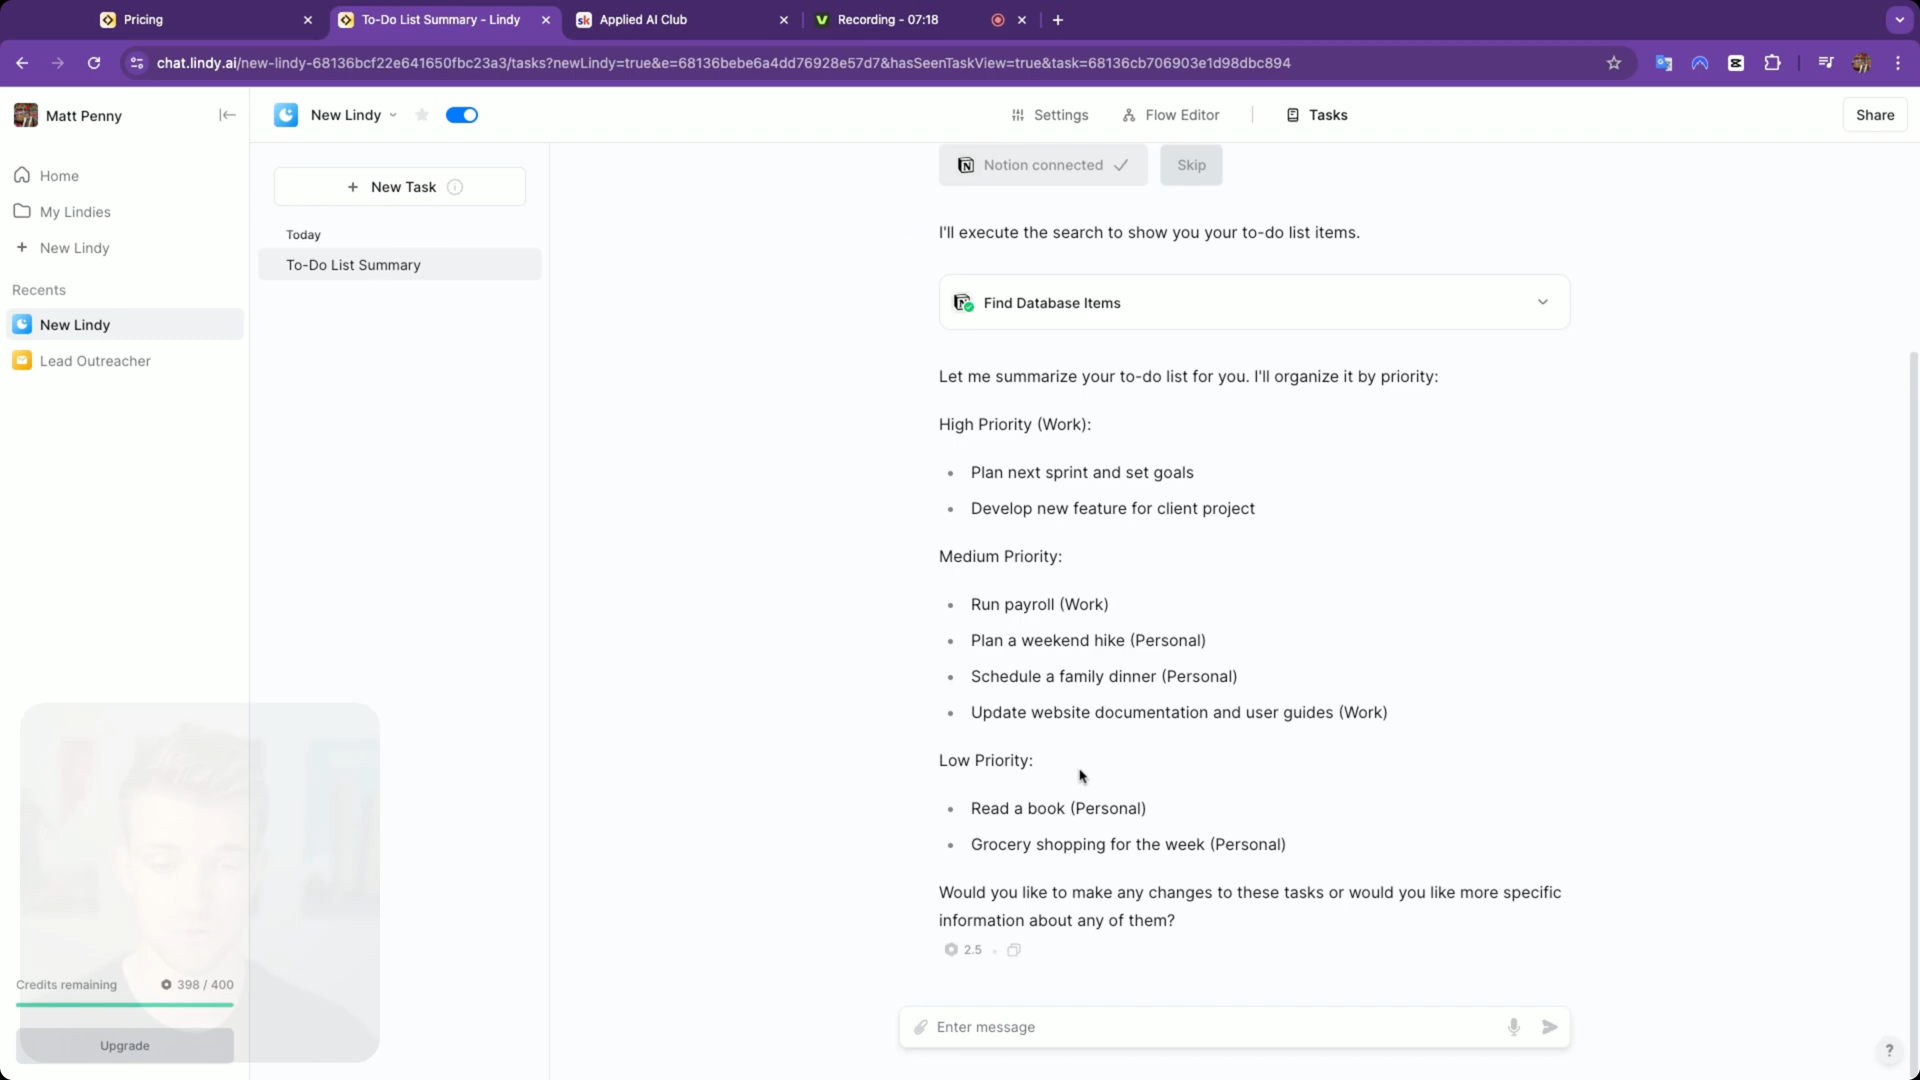 Pricing
To-Do List Summary - Lindy
sk Applied AI Club
Recording - 07:18
chat.lindy.ai/new-lindy-68136bcf22e641650fbc23a3/tasks?newLindy=true&e=68136bebe6a4dd76928e57d7&hasSeenTaskView=true&task=68136cb706903e1d98dbc894
Matt Penny
New Lindy
Settings
Flow Editor
Tasks
Share
Home
My Lindies
+ New Lindy
Recents
New Lindy
Lead Outreacher
+ New Task
Today
To-Do List Summary
Notion connected
Skip
I'll execute the search to show you your to-do list items.
Find Database Items
Let me summarize your to-do list for you. I'll organize it by priority:
High Priority (Work):
• Plan next sprint and set goals
• Develop new feature for client project
Medium Priority:
• Run payroll (Work)
• Plan a weekend hike (Personal)
• Schedule a family dinner (Personal)
• Update website documentation and user guides (Work)
Low Priority:
• Read a book (Personal)
• Grocery shopping for the week (Personal)
Would you like to make any changes to these tasks or would you like more specific
information about any of them?
2.5
Credits remaining 398 / 400
Upgrade
Enter message
?